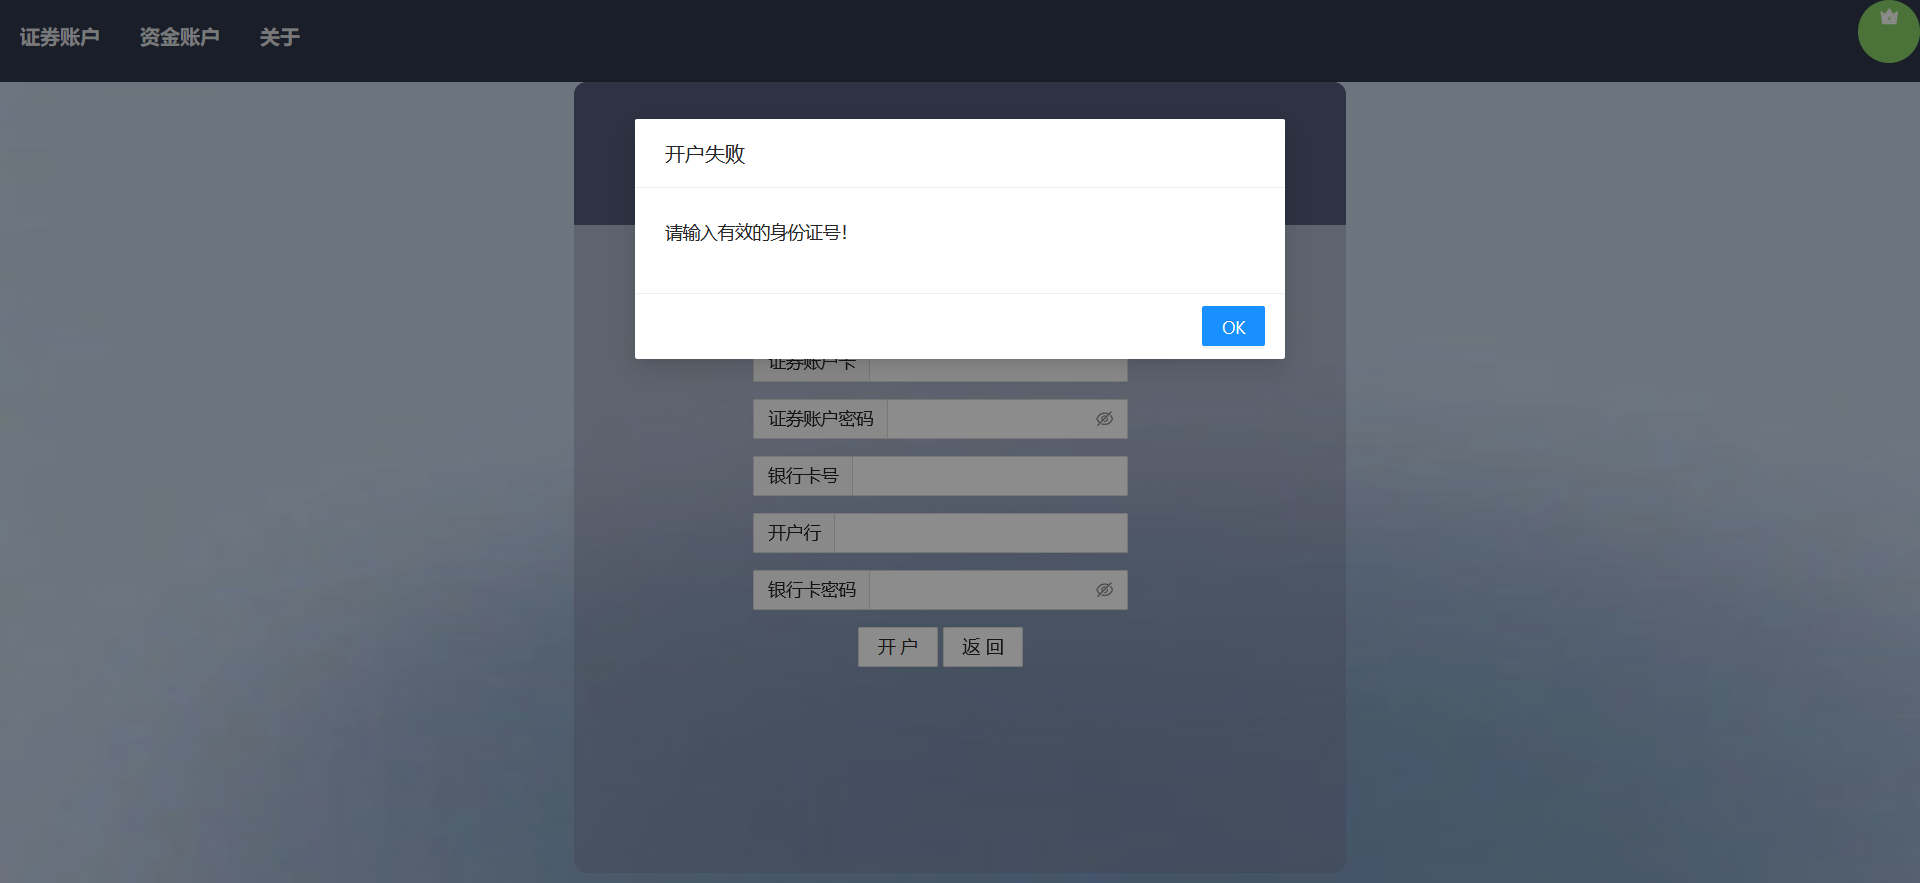 证券账户 资金账户 关于
开户失败
请输入有效的身份证号!
OK
证券账户卡
证券账户密码
银行卡号
开户行
银行卡密码
开 户 返 回